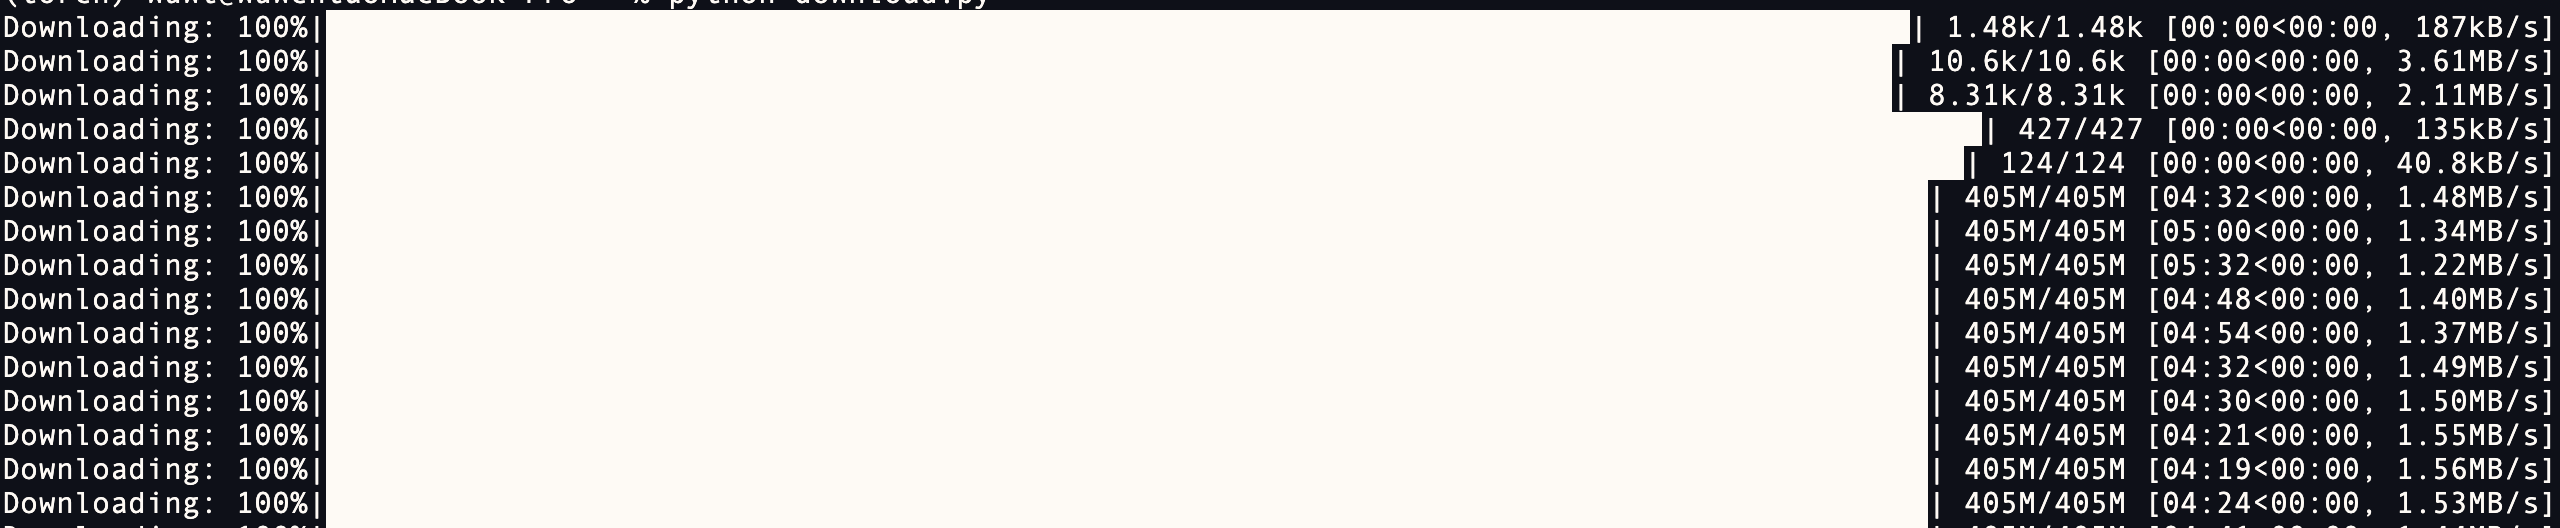 python download.py
Downloading: 100%| | 1.48k/1.48k [00:00<00:00, 187kB/s]
Downloading: 100%| | 10.6k/10.6k [00:00<00:00, 3.61MB/s]
Downloading: 100%| | 8.31k/8.31k [00:00<00:00, 2.11MB/s]
Downloading: 100%| | 427/427 [00:00<00:00, 135kB/s]
Downloading: 100%| | 124/124 [00:00<00:00, 40.8kB/s]
Downloading: 100%| | 405M/405M [04:32<00:00, 1.48MB/s]
Downloading: 100%| | 405M/405M [05:00<00:00, 1.34MB/s]
Downloading: 100%| | 405M/405M [05:32<00:00, 1.22MB/s]
Downloading: 100%| | 405M/405M [04:48<00:00, 1.40MB/s]
Downloading: 100%| | 405M/405M [04:54<00:00, 1.37MB/s]
Downloading: 100%| | 405M/405M [04:32<00:00, 1.49MB/s]
Downloading: 100%| | 405M/405M [04:30<00:00, 1.50MB/s]
Downloading: 100%| | 405M/405M [04:21<00:00, 1.55MB/s]
Downloading: 100%| | 405M/405M [04:19<00:00, 1.56MB/s]
Downloading: 100%| | 405M/405M [04:24<00:00, 1.53MB/s]